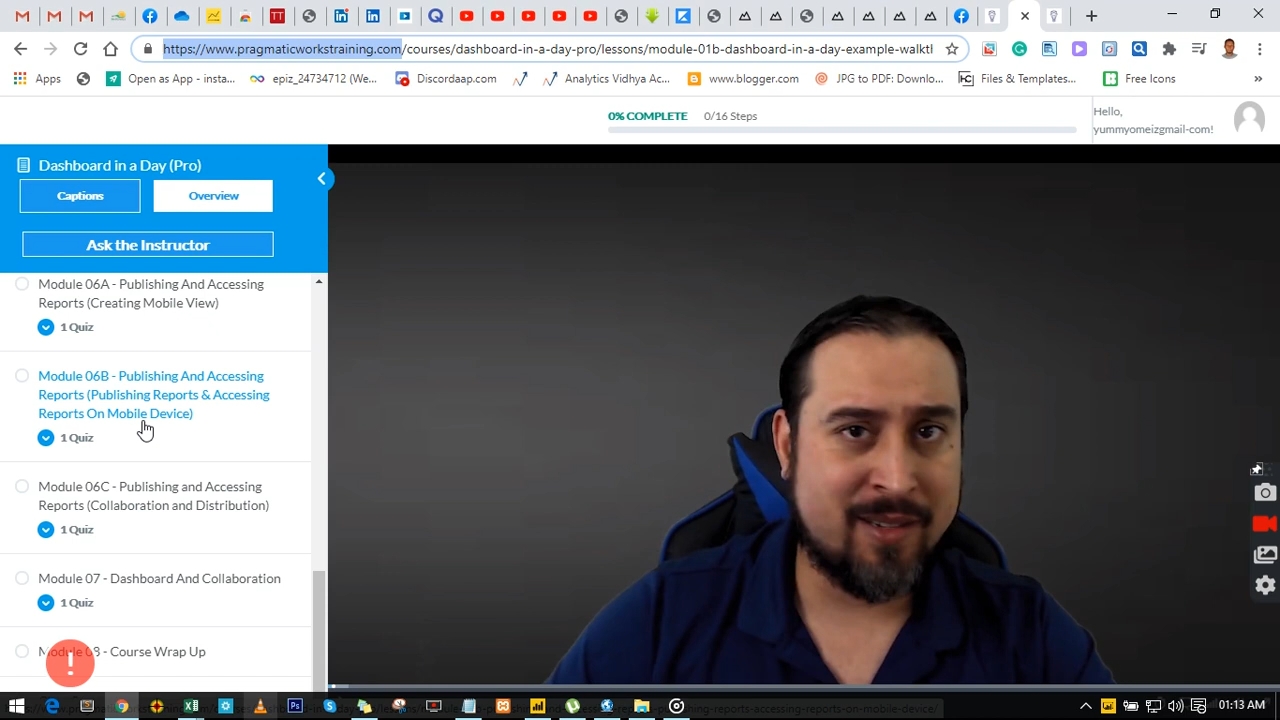 https://www.pragmaticworkstraining.com/courses/dashboard-in-a-day-pro/lessons/module-01b-dashboard-in-a-day-example-walktl
Apps
Open as App - insta...
epiz_24734712 (We...
Discordaap.com
Analytics Vidhya Ac...
www.blogger.com
JPG to PDF: Downlo...
Files & Templates...
Free Icons
»
0% COMPLETE 0/16 Steps
Hello,
yummyomeizgmail-com!
Dashboard in a Day (Pro)
Captions
Overview
Ask the Instructor
Module 06A - Publishing And Accessing
Reports (Creating Mobile View)
1 Quiz
Module 06B - Publishing And Accessing
Reports (Publishing Reports & Accessing
Reports On Mobile Device)
1 Quiz
Module 06C - Publishing and Accessing
Reports (Collaboration and Distribution)
1 Quiz
Module 07 - Dashboard And Collaboration
1 Quiz
Module 08 - Course Wrap Up
!
01:13 AM